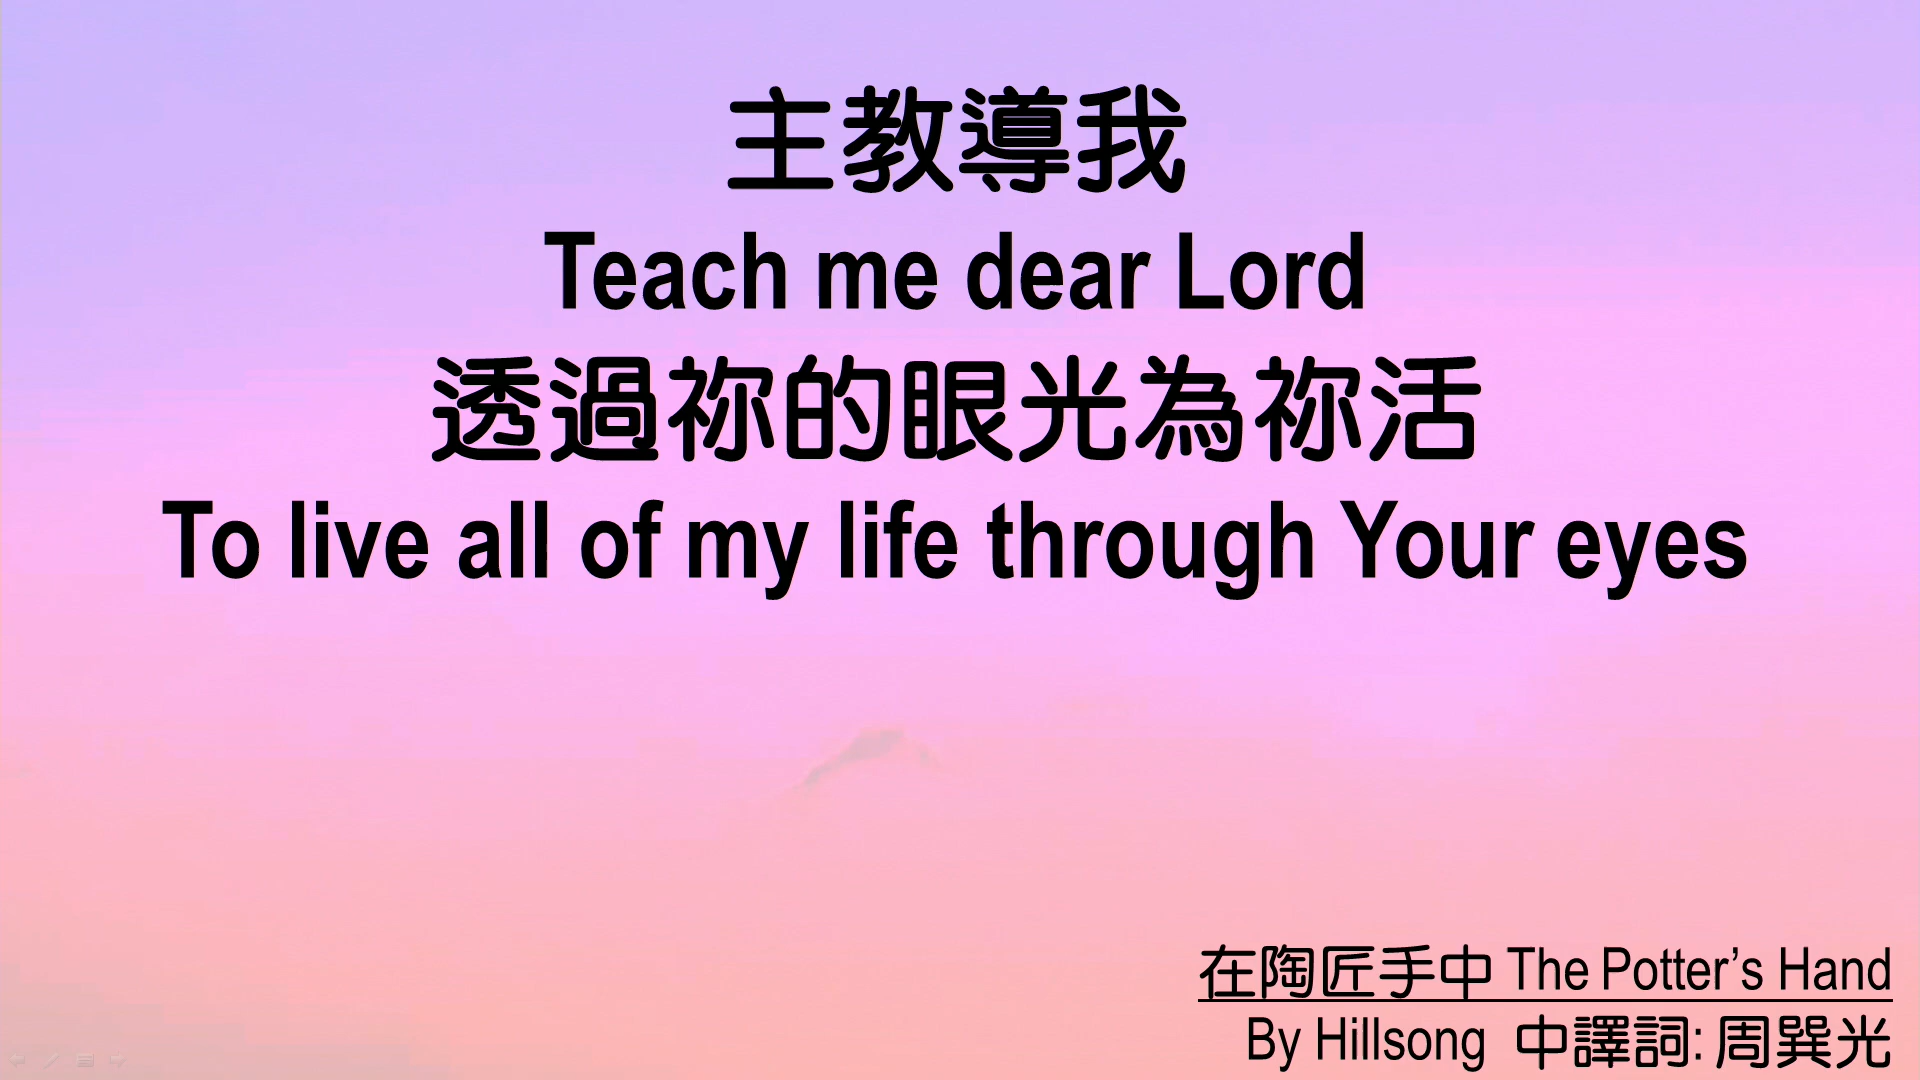 主教導我
Teach me dear Lord
透過祢的眼光為祢活
To live all of my life through Your eyes
在陶匠手中 The Potter’s Hand
By Hillsong 中譯詞: 周巽光